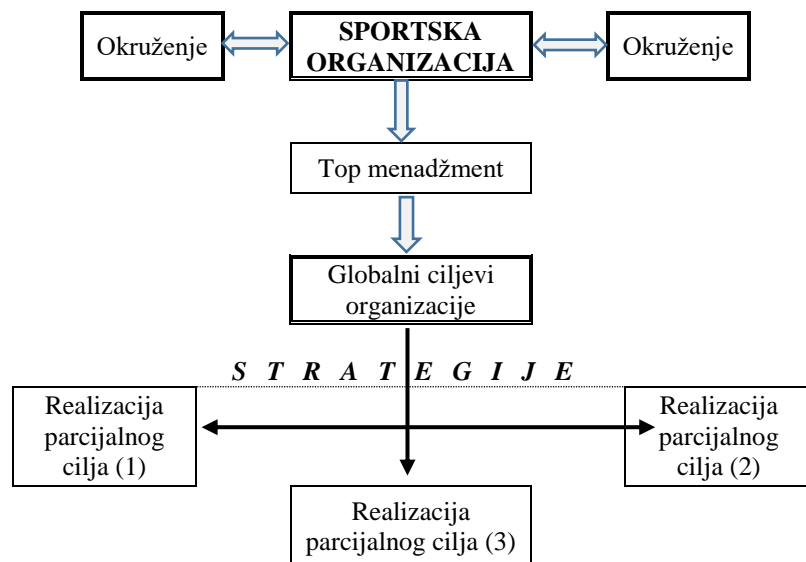 Okruženje
SPORTSKA
ORGANIZACIJA
Okruženje
Top menadžment
Globalni ciljevi
organizacije
S T R A T E G I J E
Realizacija
parcijalnog
cilja (1)
Realizacija
parcijalnog
cilja (2)
Realizacija
parcijalnog cilja (3)